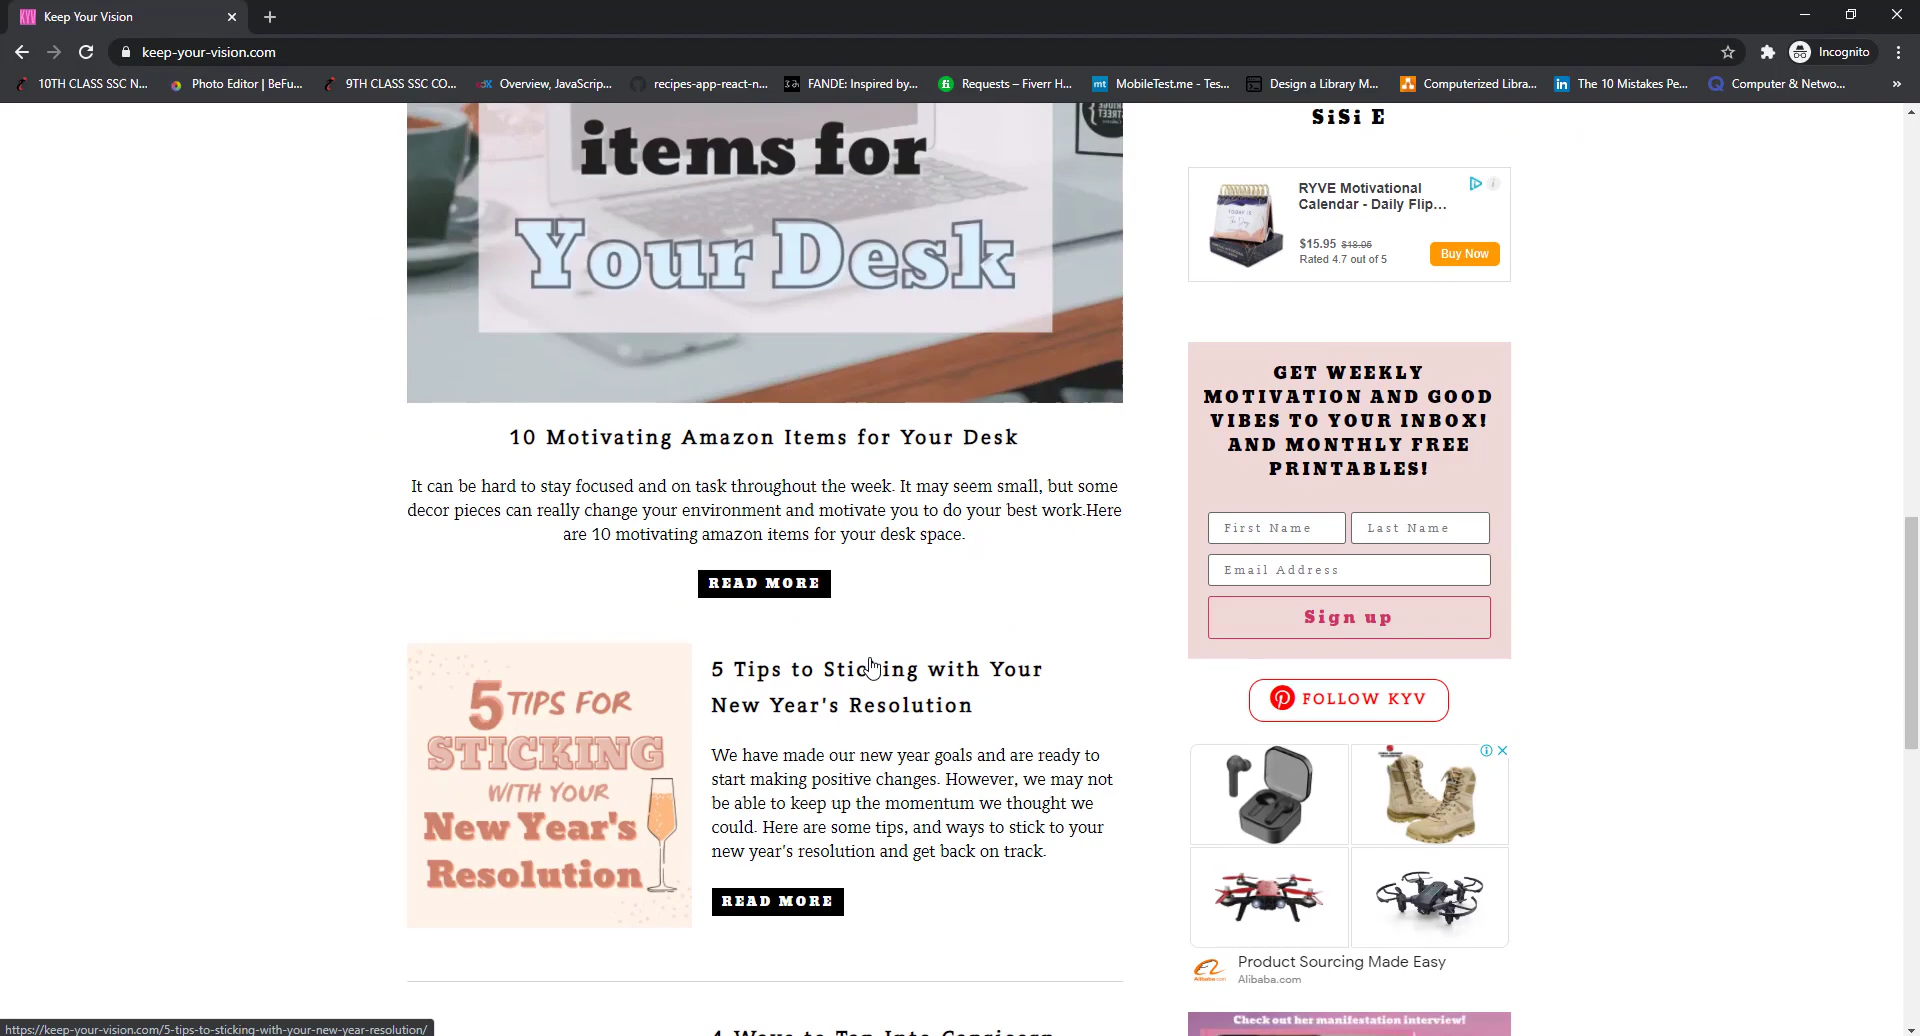 Keep Your Vision
keep-your-vision.com
Incognito
10TH CLASS SSC N...
Photo Editor | BeFu...
9TH CLASS SSC CO...
Overview, JavaScrip...
recipes-app-react-n...
FANDE: Inspired by...
Requests – Fiverr H...
MobileTest.me - Tes...
Design a Library M...
Computerized Libra...
The 10 Mistakes Pe...
Computer & Netwo...
items for
Your Desk
10 Motivating Amazon Items for Your Desk
It can be hard to stay focused and on task throughout the week. It may seem small, but some
decor pieces can really change your environment and motivate you to do your best work.Here
are 10 motivating amazon items for your desk space.
READ MORE
5 TIPS FOR
STICKING
WITH YOUR
New Year's
Resolution
5 Tips to Sticking with Your
New Year's Resolution
We have made our new year goals and are ready to
start making positive changes. However, we may not
be able to keep up the momentum we thought we
could. Here are some tips, and ways to stick to your
new year's resolution and get back on track.
READ MORE
SiSi E
RYVE Motivational
Calendar - Daily Flip...
$15.95 $18.05
Rated 4.7 out of 5
Buy Now
GET WEEKLY
MOTIVATION AND GOOD
VIBES TO YOUR INBOX!
AND MONTHLY FREE
PRINTABLES!
First Name
Last Name
Email Address
Sign up
FOLLOW KYV
Product Sourcing Made Easy
Alibaba.com
Check out her manifestation interview!
https://keep-your-vision.com/5-tips-to-sticking-with-your-new-year-resolution/